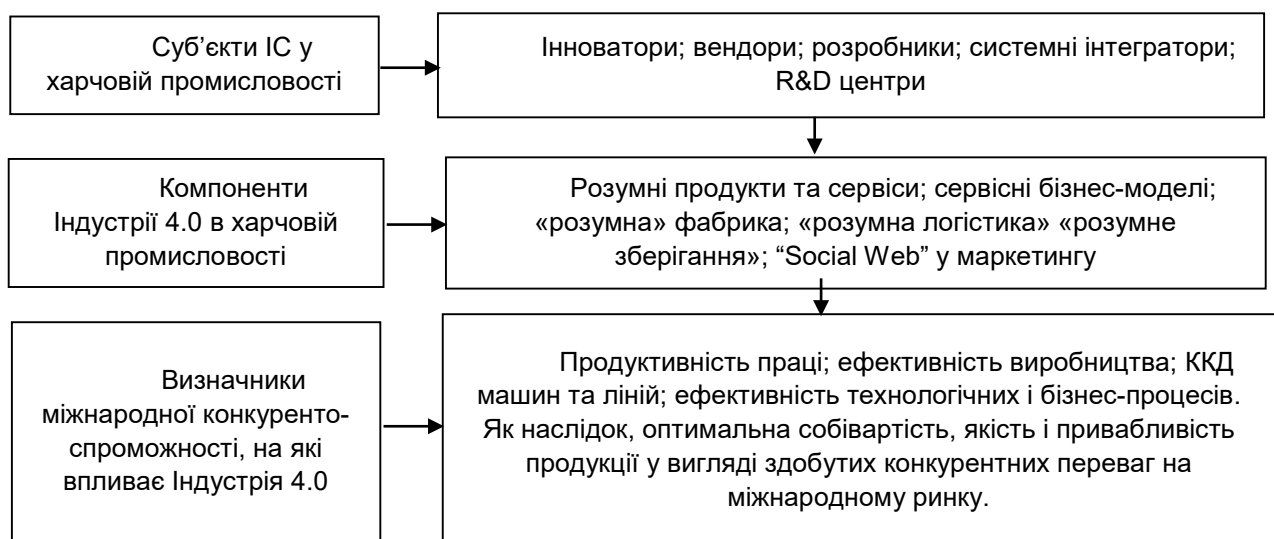 Суб’єкти ІС у
харчовій промисловості
Інноватори; вендори; розробники; системні інтегратори;
R&D центри
Компоненти
Індустрії 4.0 в харчовій
промисловості
Розумні продукти та сервіси; сервісні бізнес-моделі;
«розумна» фабрика; «розумна логістика» «розумне
зберігання»; “Social Web” у маркетингу
Визначники
міжнародної конкуренто-
спроможності, на які
впливає Індустрія 4.0
Продуктивність праці; ефективність виробництва; ККД
машин та ліній; ефективність технологічних і бізнес-процесів.
Як наслідок, оптимальна собівартість, якість і привабливість
продукції у вигляді здобутих конкурентних переваг на
міжнародному ринку.